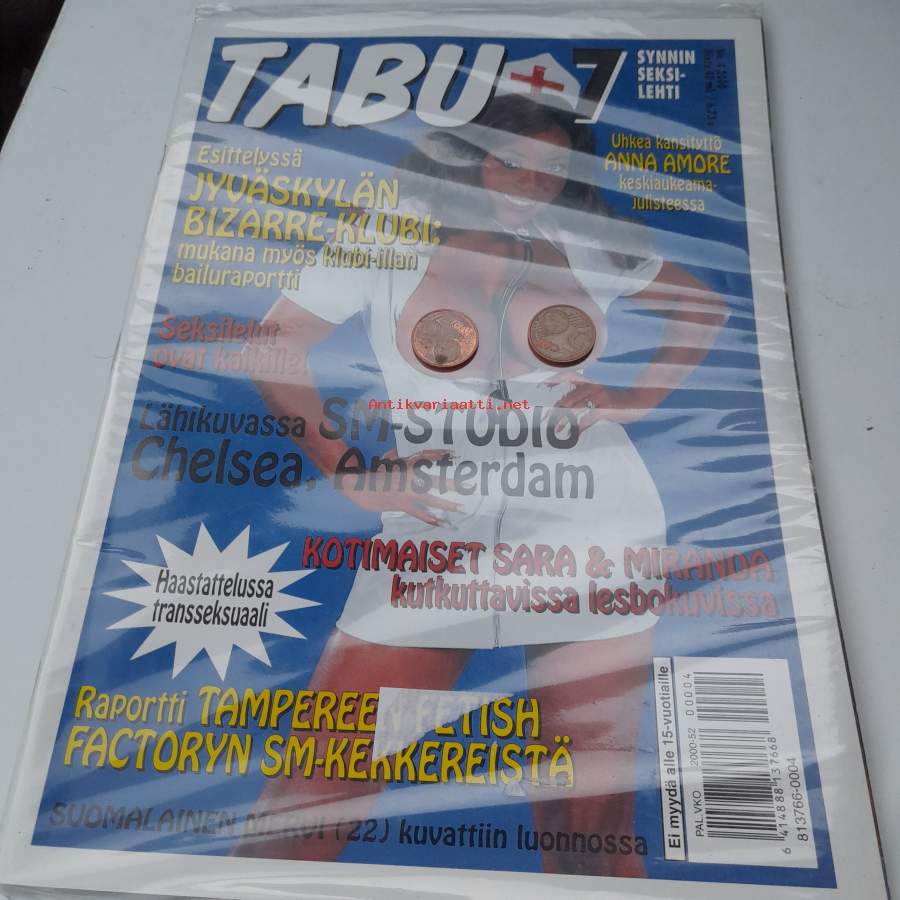 TABU
7
SYNNIN
SEKSI-
LEHTI
Uhkea kansityttö
ANNA AMORE
keskiaukeama-
julisteessa
Esittelyssä
JYVÄSKYLÄN
BIZARRE-KLUBI:
mukana myös klubi-illan
bailuraportti
Seksilelut
ovat kaikille!
Antikvariaatti.net
Lähikuvassa SM-STUDIO
Chelsea, Amsterdam
KOTIMAISET SARA & MIRANDA
kutkuttavissa lesbokuvissa
Haastattelussa
transseksuaali
Raportti TAMPEREEN FETISH
FACTORYN SM-KEKKEREISTÄ
SUOMALAINEN MERVI (22) kuvattiin luonnossa
Ei myydä alle 15-vuotiaille
PAL.VKO 2000-52 00004
6 414888 137668
813766-0004